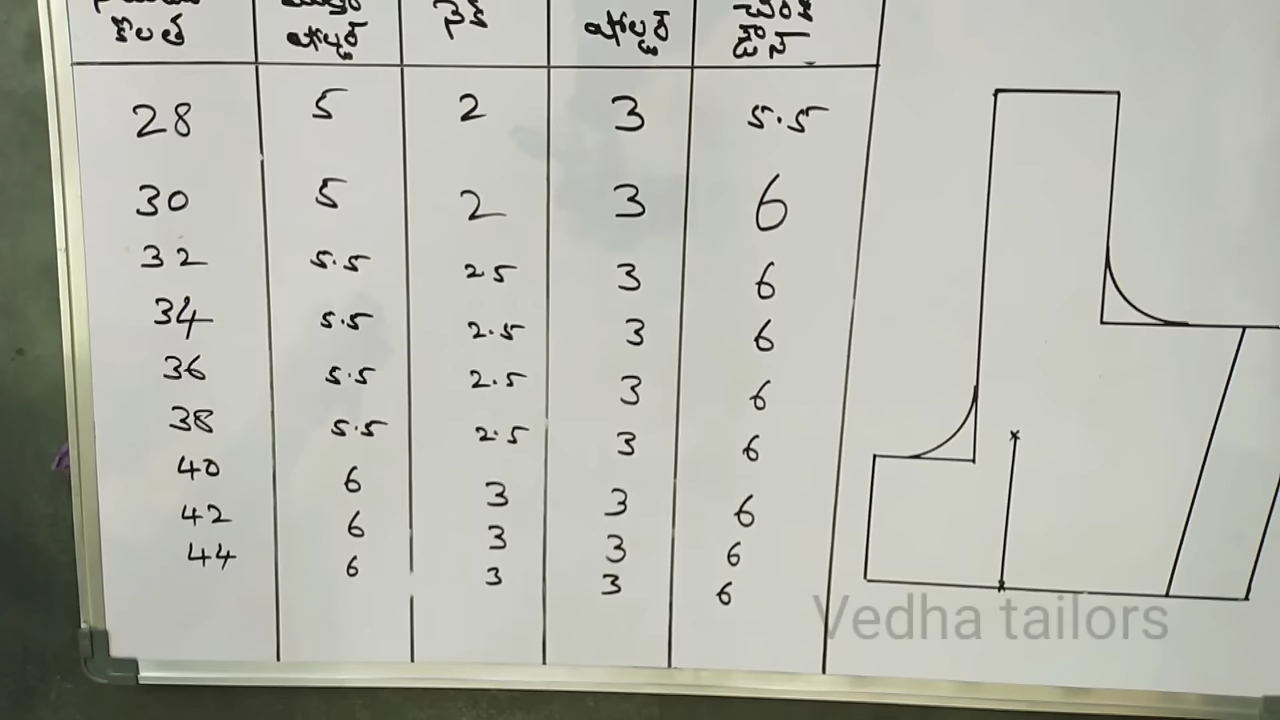 28 5 2 3 5.5
30 5 2 3 6
32 5.5 25 3 6
34 5.5 2.5 3 6
36 5.5 2.5 3 6
38 5.5 2.5 3 6
40 6 3 3 6
42 6 3 3 6
44 6 3 3 6
Vedha tailors